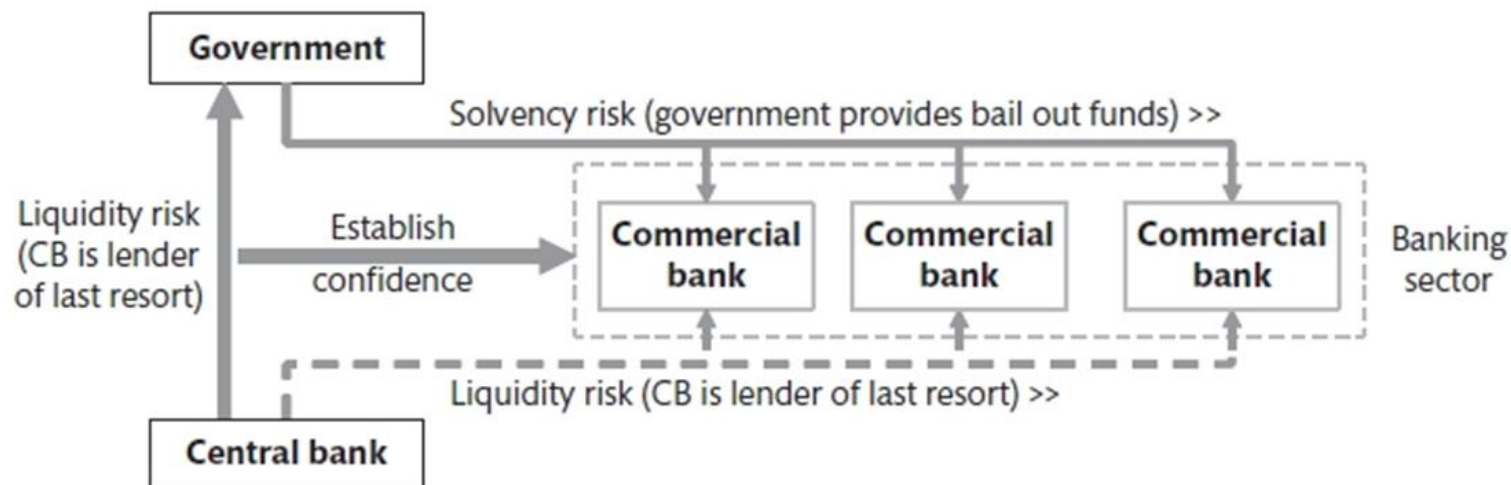 Government
Solvency risk (government provides bail out funds) >>
Liquidity risk
(CB is lender
of last resort)
Establish
confidence
Commercial
bank
Commercial
bank
Commercial
bank
Banking
sector
Liquidity risk (CB is lender of last resort) >>
Central bank